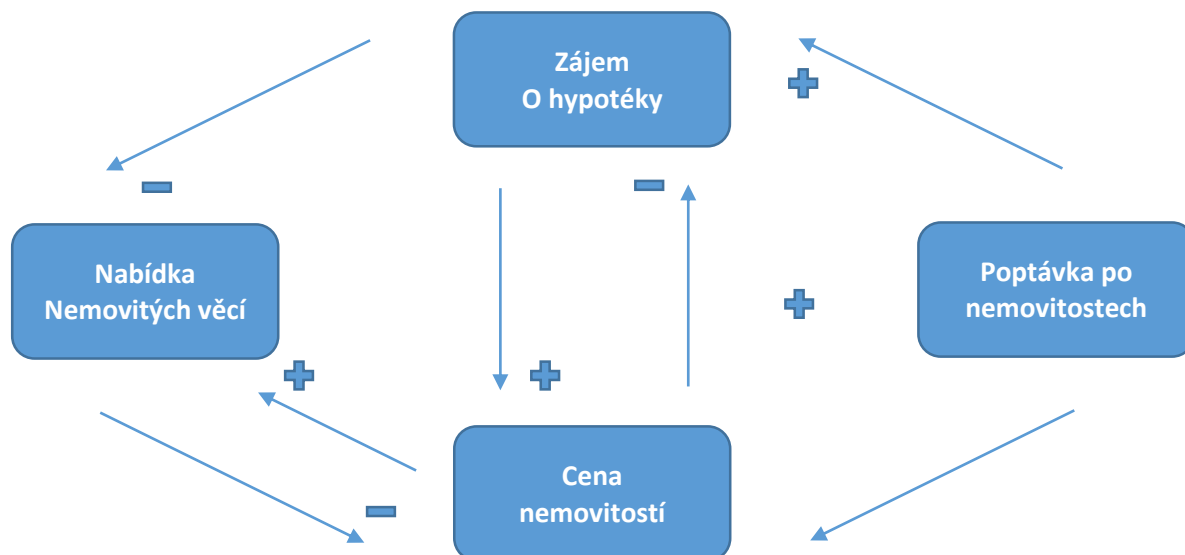 Zájem
O hypotéky
Nabídka
Nemovitých věcí
Poptávka po
nemovitostech
Cena
nemovitostí